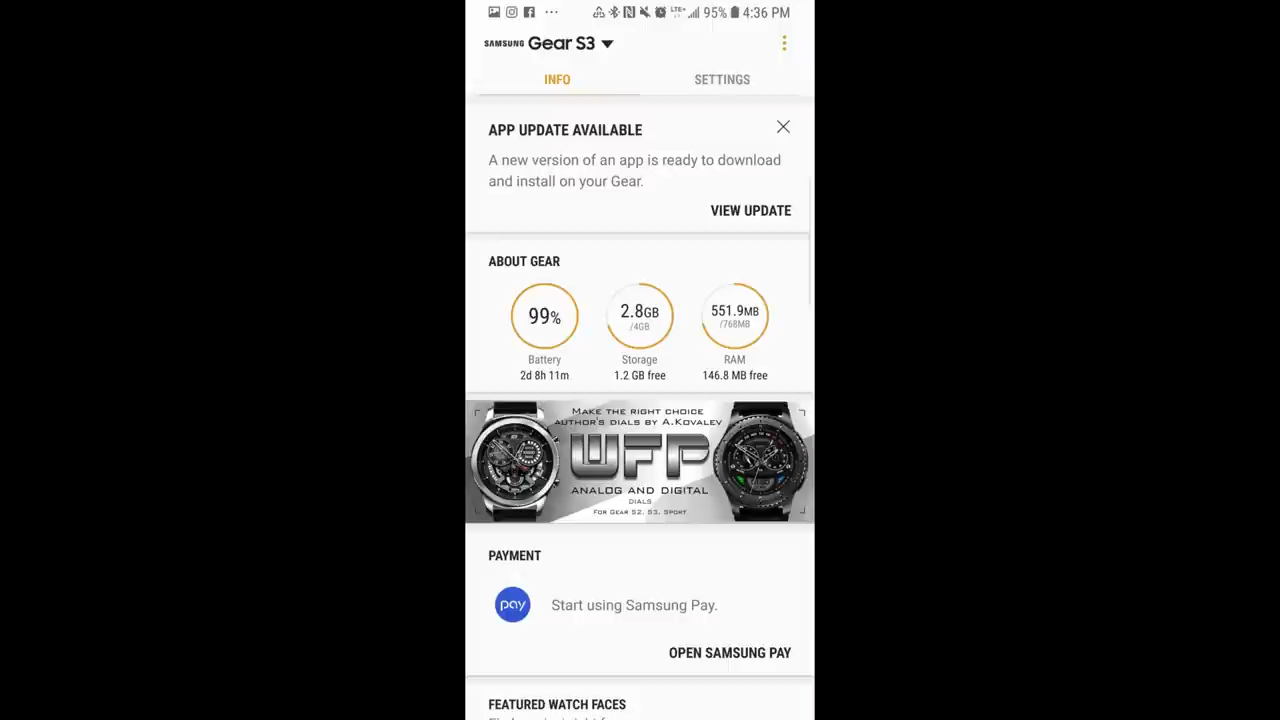 LTE+ 95% 4:36 PM
SAMSUNG Gear S3
INFO SETTINGS
APP UPDATE AVAILABLE
A new version of an app is ready to download
and install on your Gear.
VIEW UPDATE
ABOUT GEAR
99% 2.8GB /4GB 551.9MB /768MB
Battery Storage RAM
2d 8h 11m 1.2 GB free 146.8 MB free
MAKE THE RIGHT CHOICE
AUTHOR'S DIALS BY A.KOVALEV
UFP
ANALOG AND DIGITAL
DIALS
FOR GEAR S2, S3, SPORT
PAYMENT
pay Start using Samsung Pay.
OPEN SAMSUNG PAY
FEATURED WATCH FACES